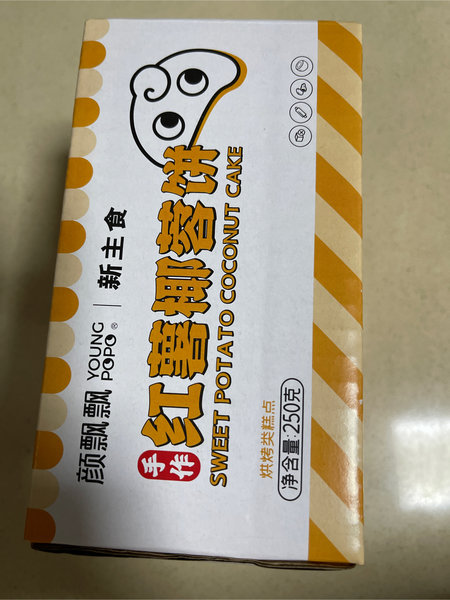 颜飘飘
YOUNG
POPO®
新主食
手作
红薯椰蓉饼
SWEET POTATO COCONUT CAKE
烘烤类糕点
净含量:250克